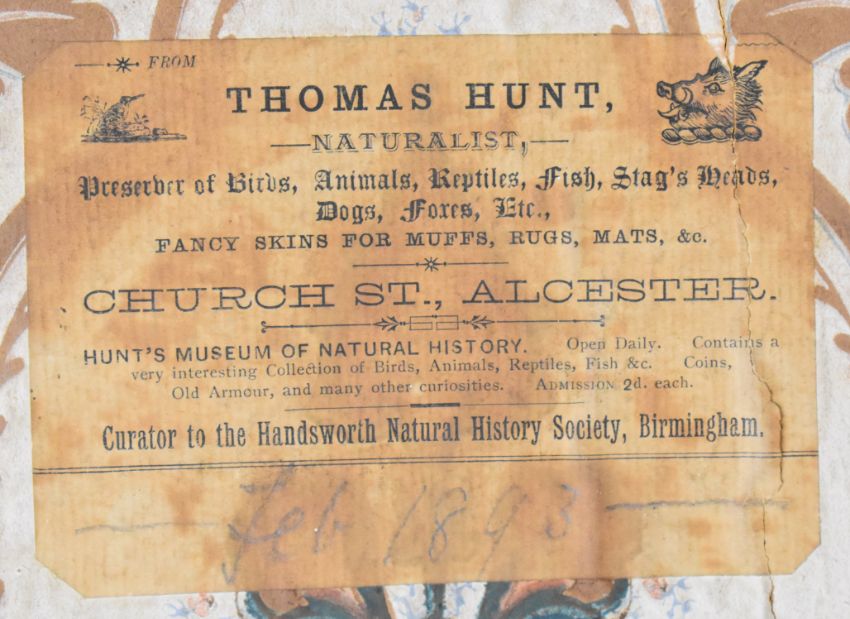 FROM
THOMAS HUNT,
NATURALIST,
Preserver of Birds, Animals, Reptiles, Fish, Stag's Heads,
Dogs, Foxes, Etc.,
FANCY SKINS FOR MUFFS, RUGS, MATS, &c.
CHURCH ST., ALCESTER.
HUNT'S MUSEUM OF NATURAL HISTORY. Open Daily. Contains a
very interesting Collection of Birds, Animals, Reptiles, Fish &c. Coins,
Old Armour, and many other curiosities. ADMISSION 2d. each.
Curator to the Handsworth Natural History Society, Birmingham.
Feb 1893